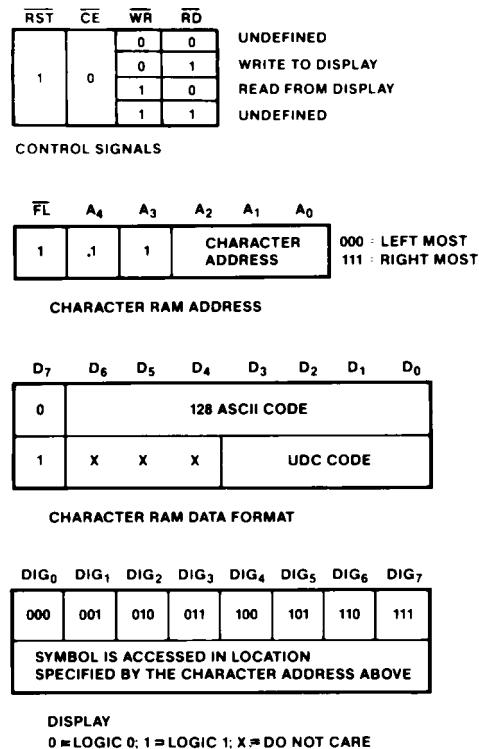 RST CE WR RD
1 0 0 0 UNDEFINED
0 1 WRITE TO DISPLAY
1 0 READ FROM DISPLAY
1 1 UNDEFINED
CONTROL SIGNALS
FL A4 A3 A2 A1 A0
1 .1 1 CHARACTER ADDRESS 000 = LEFT MOST
111 = RIGHT MOST
CHARACTER RAM ADDRESS
D7 D6 D5 D4 D3 D2 D1 D0
0 128 ASCII CODE
1 X X X UDC CODE
CHARACTER RAM DATA FORMAT
DIG0 DIG1 DIG2 DIG3 DIG4 DIG5 DIG6 DIG7
000 001 010 011 100 101 110 111
SYMBOL IS ACCESSED IN LOCATION
SPECIFIED BY THE CHARACTER ADDRESS ABOVE
DISPLAY
0 = LOGIC 0; 1 = LOGIC 1; X = DO NOT CARE